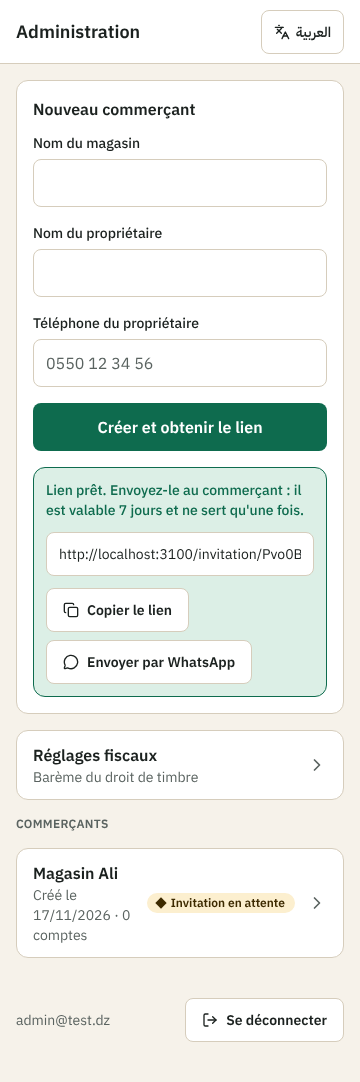 Administration
العربية
Nouveau commerçant
Nom du magasin
Nom du propriétaire
Téléphone du propriétaire
0550 12 34 56
Créer et obtenir le lien
Lien prêt. Envoyez-le au commerçant : il
est valable 7 jours et ne sert qu'une fois.
http://localhost:3100/invitation/Pvo0B
Copier le lien
Envoyer par WhatsApp
Réglages fiscaux
Barème du droit de timbre
COMMERÇANTS
Magasin Ali
Créé le
17/11/2026 · 0
comptes
Invitation en attente
admin@test.dz
Se déconnecter